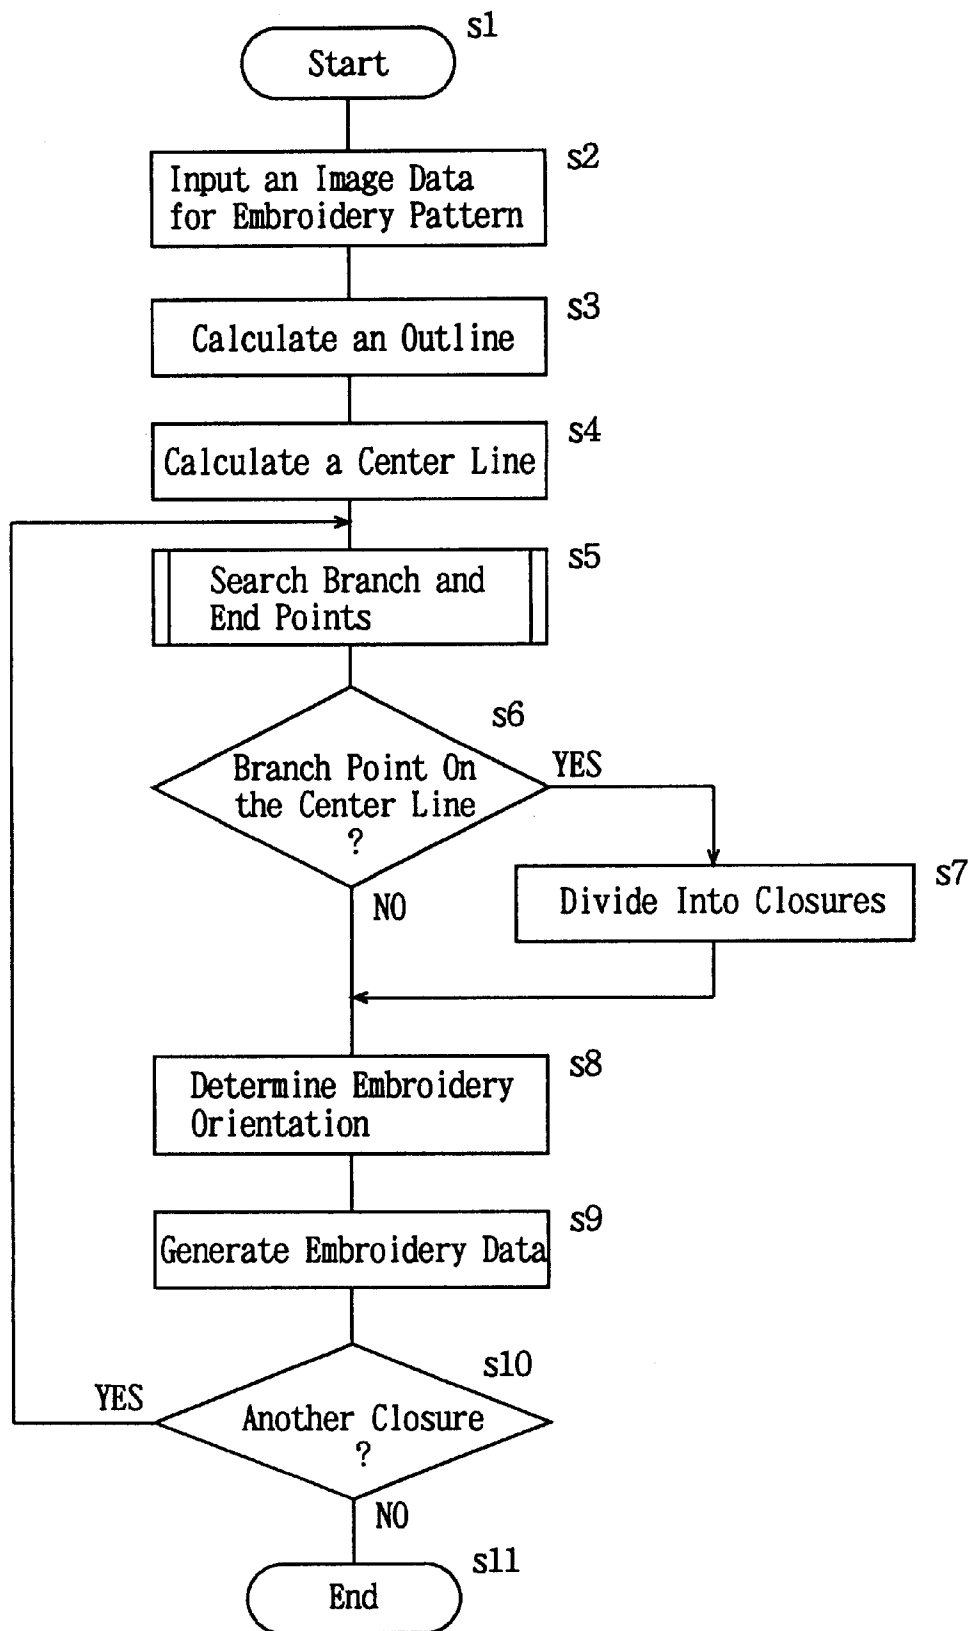 s1
Start
s2
Input an Image Data
for Embroidery Pattern
s3
Calculate an Outline
s4
Calculate a Center Line
s5
Search Branch and
End Points
s6
Branch Point On
the Center Line
?
YES
NO
s7
Divide Into Closures
s8
Determine Embroidery
Orientation
s9
Generate Embroidery Data
s10
YES
Another Closure
?
NO
s11
End